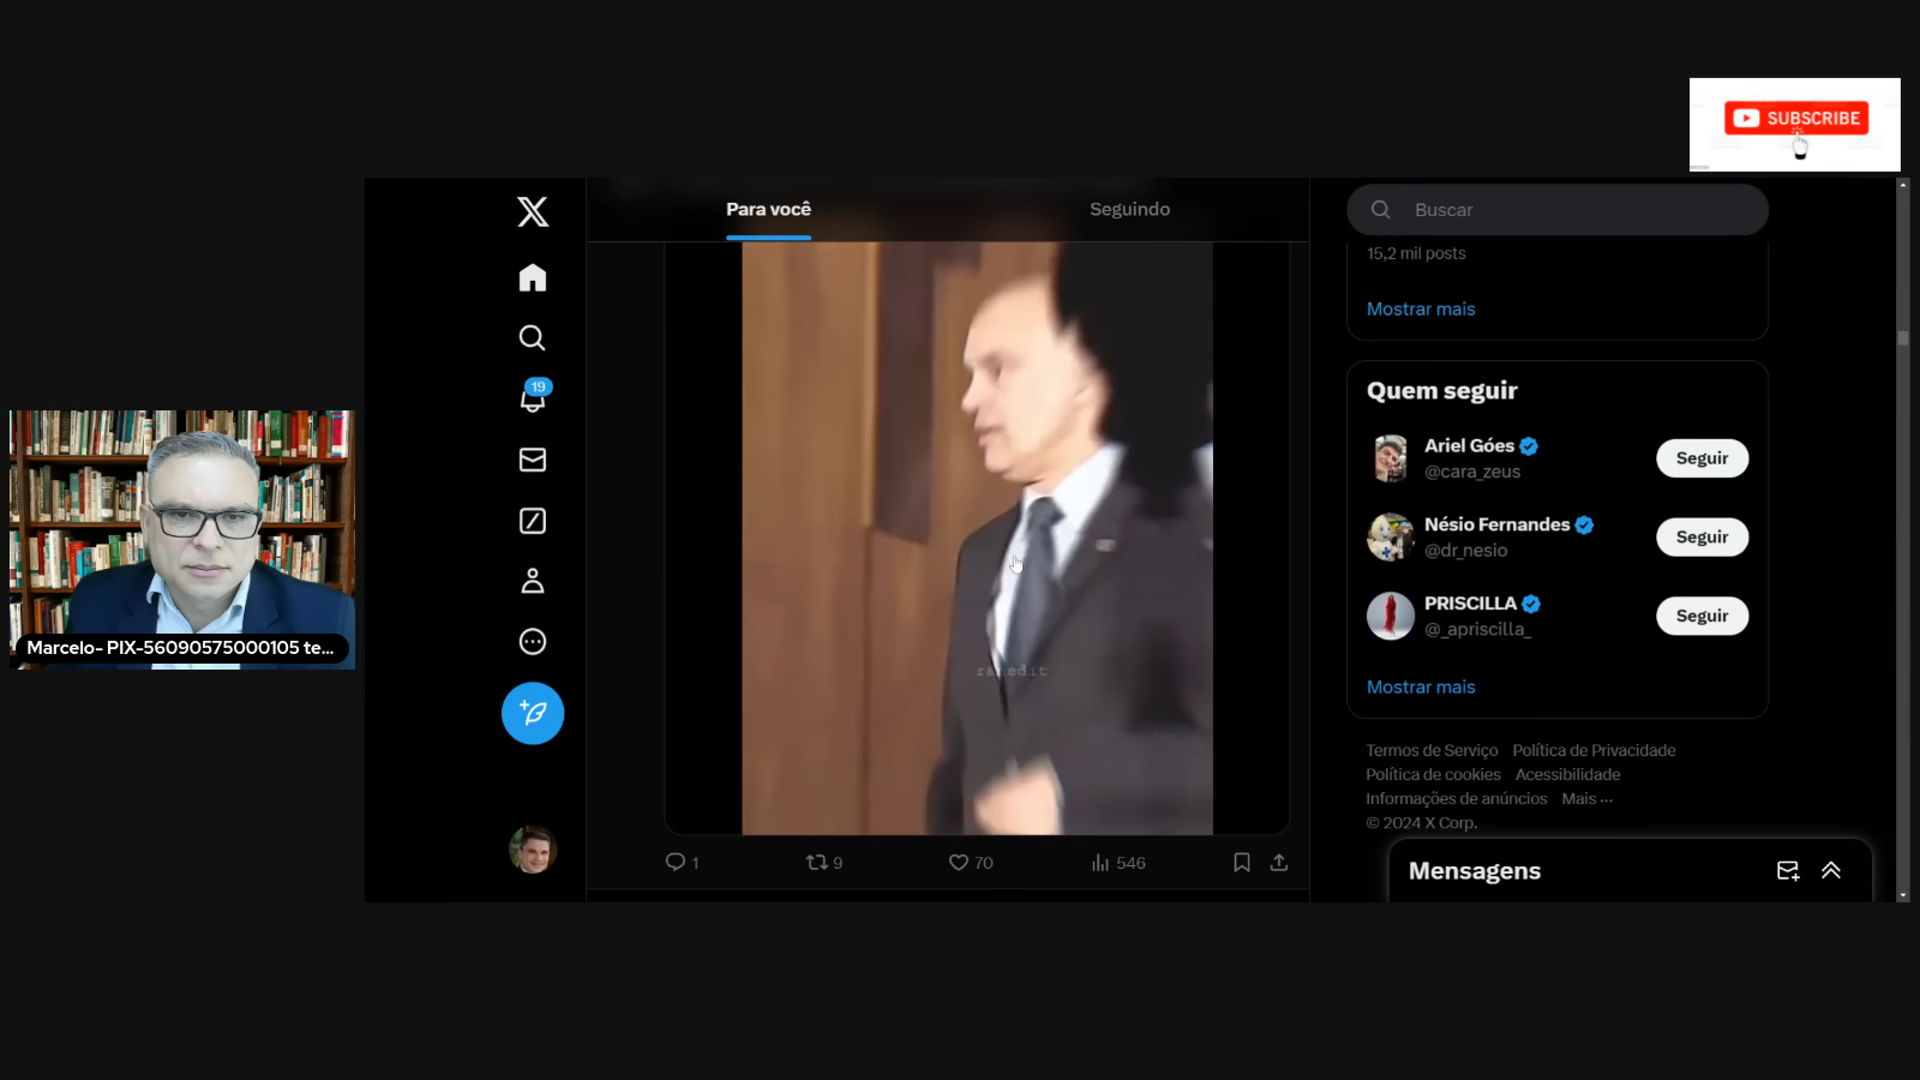 SUBSCRIBE
Para você
Seguindo
Buscar
15,2 mil posts
Mostrar mais
Quem seguir
19
Ariel Góes
@cara_zeus
Seguir
Nésio Fernandes
@dr_nesio
Seguir
PRISCILLA
@_apriscilla_
Seguir
Mostrar mais
Marcelo- PIX-56090575000105 te...
Termos de Serviço Política de Privacidade
Política de cookies Acessibilidade
Informações de anúncios Mais ...
© 2024 X Corp.
1 9 70 546
Mensagens